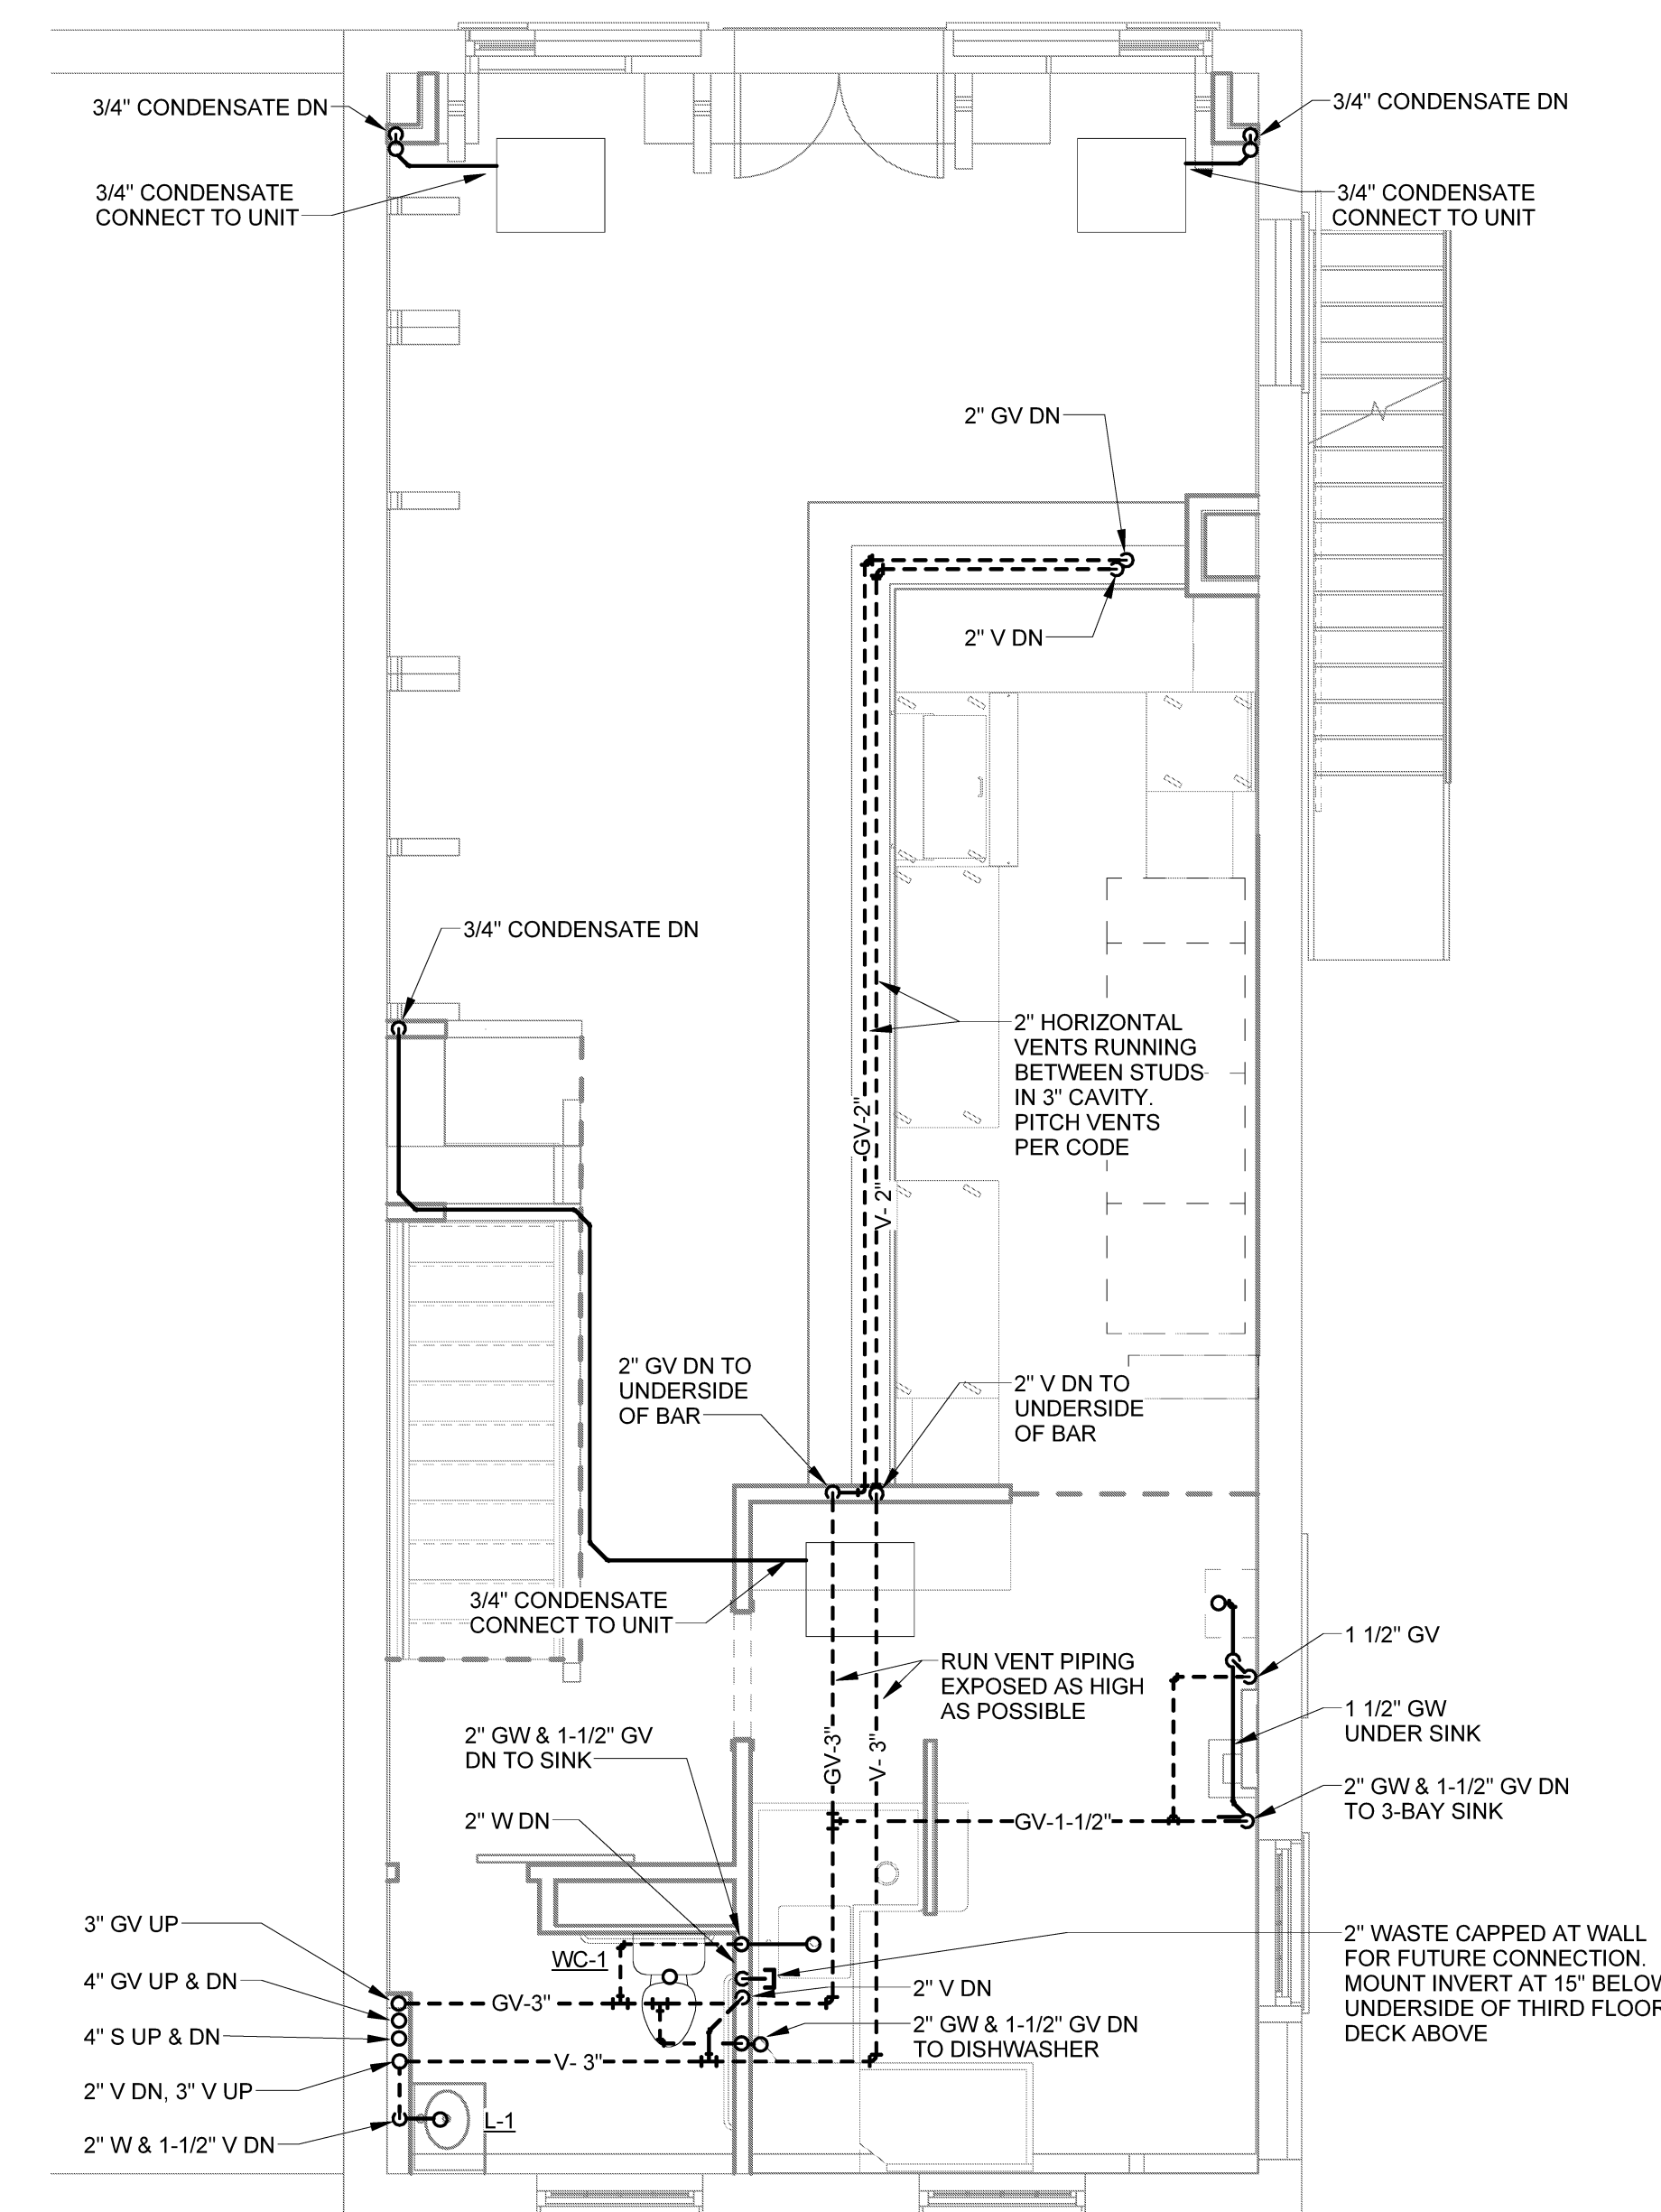 3/4" CONDENSATE DN
3/4" CONDENSATE DN
3/4" CONDENSATE
CONNECT TO UNIT
3/4" CONDENSATE
CONNECT TO UNIT
2" GV DN
2" V DN
3/4" CONDENSATE DN
2" HORIZONTAL
VENTS RUNNING
BETWEEN STUDS
IN 3" CAVITY.
PITCH VENTS
PER CODE
GV-2"
V- 2"
2" GV DN TO
UNDERSIDE
OF BAR
2" V DN TO
UNDERSIDE
OF BAR
3/4" CONDENSATE
CONNECT TO UNIT
1 1/2" GV
RUN VENT PIPING
EXPOSED AS HIGH
AS POSSIBLE
1 1/2" GW
UNDER SINK
2" GW & 1-1/2" GV
DN TO SINK
GV-3"
V- 3"
2" GW & 1-1/2" GV DN
TO 3-BAY SINK
2" W DN
GV-1-1/2"
3" GV UP
WC-1
2" WASTE CAPPED AT WALL
FOR FUTURE CONNECTION.
MOUNT INVERT AT 15" BELOW
UNDERSIDE OF THIRD FLOOR
DECK ABOVE
4" GV UP & DN
GV-3"
2" V DN
4" S UP & DN
2" GW & 1-1/2" GV DN
TO DISHWASHER
V- 3"
2" V DN, 3" V UP
L-1
2" W & 1-1/2" V DN